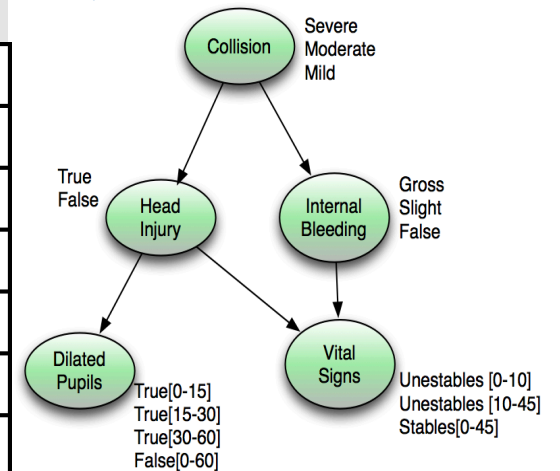 Collision
Severe
Moderate
Mild
True
False
Head
Injury
Internal
Bleeding
Gross
Slight
False
Dilated
Pupils
True[0-15]
True[15-30]
True[30-60]
False[0-60]
Vital
Signs
Unestables [0-10]
Unestables [10-45]
Stables[0-45]